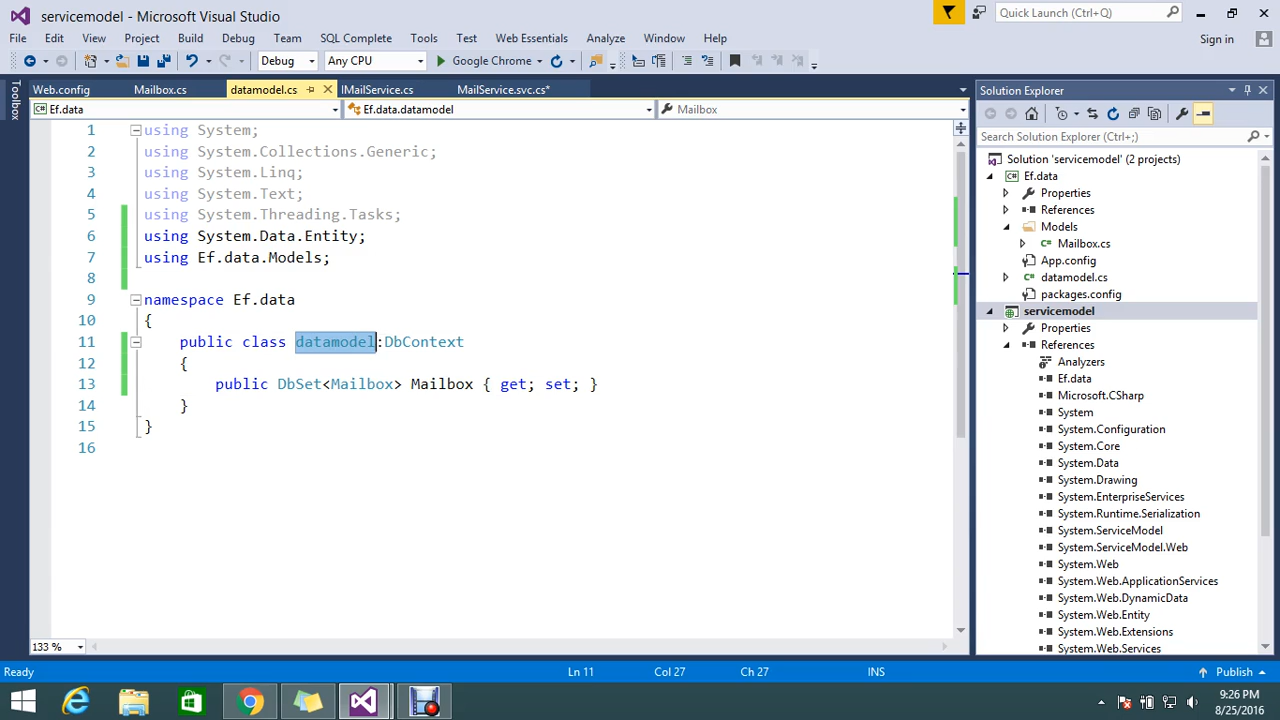 servicemodel - Microsoft Visual Studio
Quick Launch (Ctrl+Q)
File Edit View Project Build Debug Team SQL Complete Tools Test Web Essentials Analyze Window Help
Sign in
Debug Any CPU Google Chrome
Toolbox
Web.config Mailbox.cs datamodel.cs IMailService.cs MailService.svc.cs*
Ef.data Ef.data.datamodel Mailbox
1 using System;
2 using System.Collections.Generic;
3 using System.Linq;
4 using System.Text;
5 using System.Threading.Tasks;
6 using System.Data.Entity;
7 using Ef.data.Models;
8
9 namespace Ef.data
10 {
11 public class datamodel:DbContext
12 {
13 public DbSet<Mailbox> Mailbox { get; set; }
14 }
15 }
16
133 %
Solution Explorer
Search Solution Explorer (Ctrl+;)
Solution 'servicemodel' (2 projects)
Ef.data
Properties
References
Models
Mailbox.cs
App.config
datamodel.cs
packages.config
servicemodel
Properties
References
Analyzers
Ef.data
Microsoft.CSharp
System
System.Configuration
System.Core
System.Data
System.Drawing
System.EnterpriseServices
System.Runtime.Serialization
System.ServiceModel
System.ServiceModel.Web
System.Web
System.Web.ApplicationServices
System.Web.DynamicData
System.Web.Entity
System.Web.Extensions
System.Web.Services
Ready Ln 11 Col 27 Ch 27 INS Publish
9:26 PM
8/25/2016